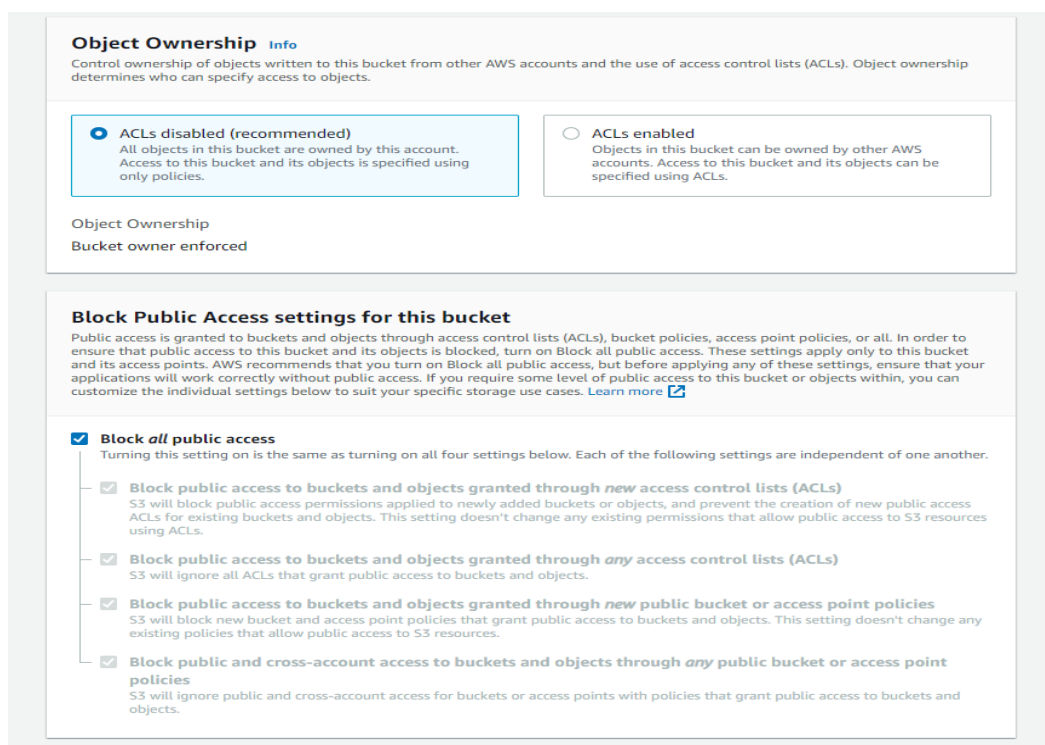 Object Ownership Info
Control ownership of objects written to this bucket from other AWS accounts and the use of access control lists (ACLs). Object ownership
determines who can specify access to objects.
ACLs disabled (recommended)
All objects in this bucket are owned by this account.
Access to this bucket and its objects is specified using
only policies.
ACLs enabled
Objects in this bucket can be owned by other AWS
accounts. Access to this bucket and its objects can be
specified using ACLs.
Object Ownership
Bucket owner enforced
Block Public Access settings for this bucket
Public access is granted to buckets and objects through access control lists (ACLs), bucket policies, access point policies, or all. In order to
ensure that public access to this bucket and its objects is blocked, turn on Block all public access. These settings apply only to this bucket
and its access points. AWS recommends that you turn on Block all public access, but before applying any of these settings, ensure that your
applications will work correctly without public access. If you require some level of public access to this bucket or objects within, you can
customize the individual settings below to suit your specific storage use cases. Learn more
Block all public access
Turning this setting on is the same as turning on all four settings below. Each of the following settings are independent of one another.
Block public access to buckets and objects granted through new access control lists (ACLs)
S3 will block public access permissions applied to newly added buckets or objects, and prevent the creation of new public access
ACLs for existing buckets and objects. This setting doesn't change any existing permissions that allow public access to S3 resources
using ACLs.
Block public access to buckets and objects granted through any access control lists (ACLs)
S3 will ignore all ACLs that grant public access to buckets and objects.
Block public access to buckets and objects granted through new public bucket or access point policies
S3 will block new bucket and access point policies that grant public access to buckets and objects. This setting doesn't change any
existing policies that allow public access to S3 resources.
Block public and cross-account access to buckets and objects through any public bucket or access point
policies
S3 will ignore public and cross-account access for buckets or access points with policies that grant public access to buckets and
objects.